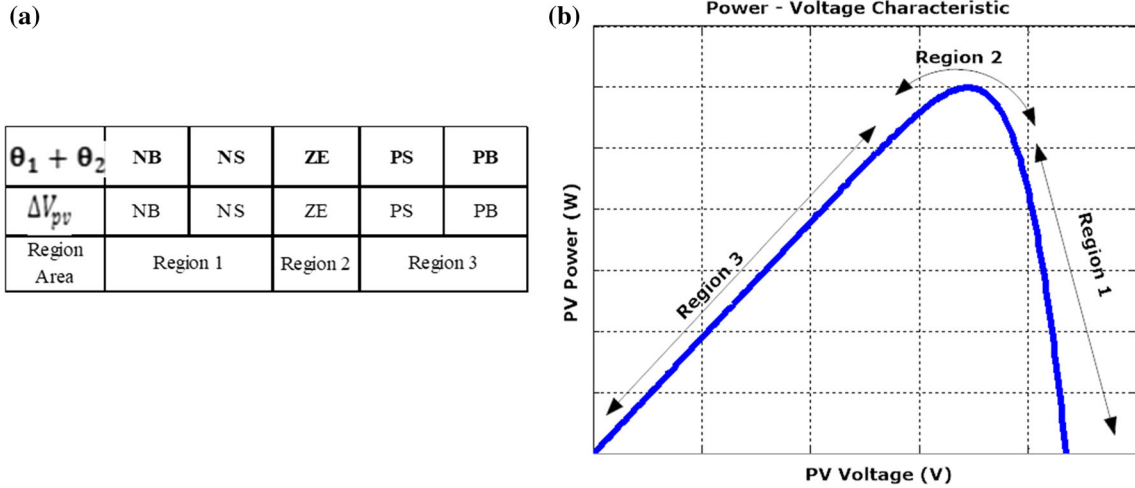 (a)
θ₁ + θ₂ NB NS ZE PS PB
ΔVpv NB NS ZE PS PB
Region Area Region 1 Region 2 Region 3
(b)
Power - Voltage Characteristic
Region 2
Region 3
Region 1
PV Power (W)
PV Voltage (V)